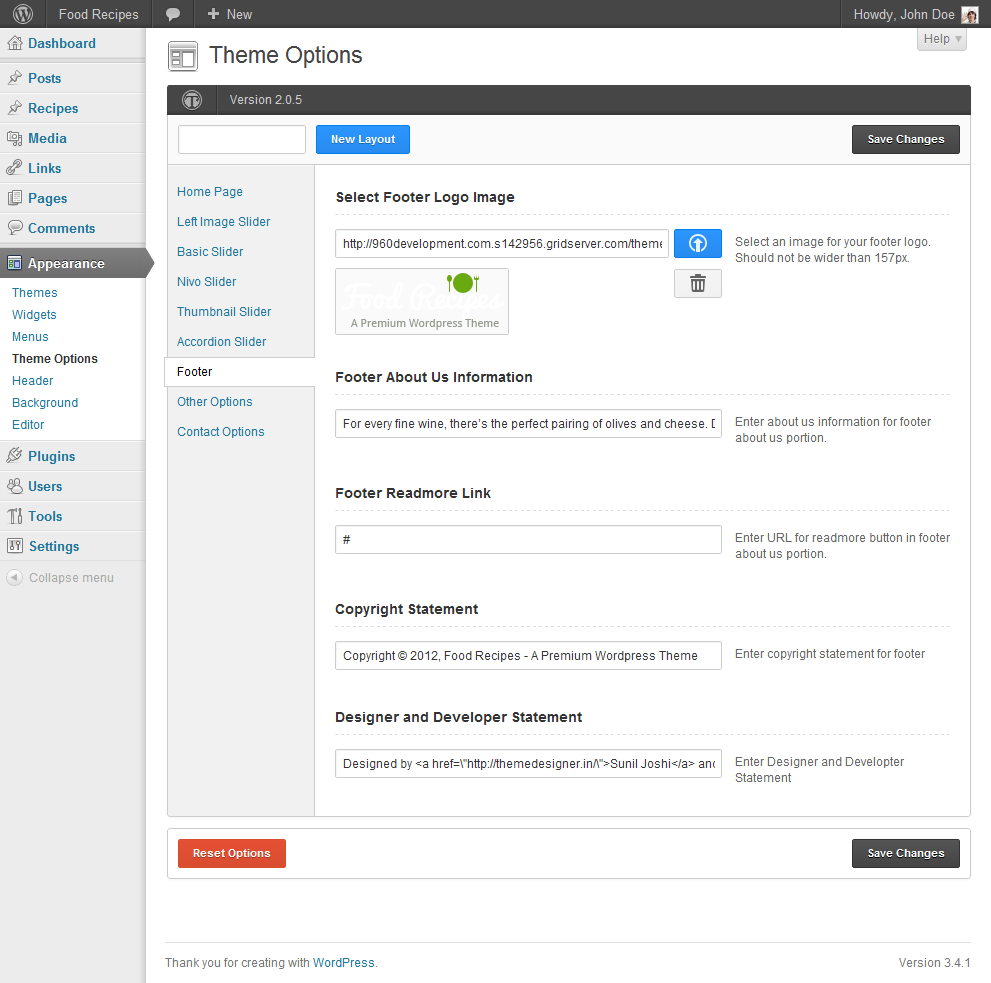 Food Recipes
New
Howdy, John Doe
Dashboard
Posts
Recipes
Media
Links
Pages
Comments
Appearance
Themes
Widgets
Menus
Theme Options
Header
Background
Editor
Plugins
Users
Tools
Settings
Collapse menu
Help
Theme Options
Version 2.0.5
New Layout
Save Changes
Home Page
Left Image Slider
Basic Slider
Nivo Slider
Thumbnail Slider
Accordion Slider
Footer
Other Options
Contact Options
Select Footer Logo Image
http://960development.com.s142956.gridserver.com/theme
Select an image for your footer logo.
Should not be wider than 157px.
Food Recipes
A Premium Wordpress Theme
Footer About Us Information
For every fine wine, there's the perfect pairing of olives and cheese. D
Enter about us information for footer
about us portion.
Footer Readmore Link
#
Enter URL for readmore button in footer
about us portion.
Copyright Statement
Copyright © 2012, Food Recipes - A Premium Wordpress Theme
Enter copyright statement for footer
Designer and Developer Statement
Designed by <a href=\"http://themedesigner.in/\">Sunil Joshi</a> and
Enter Designer and Developter
Statement
Reset Options
Save Changes
Thank you for creating with WordPress.
Version 3.4.1